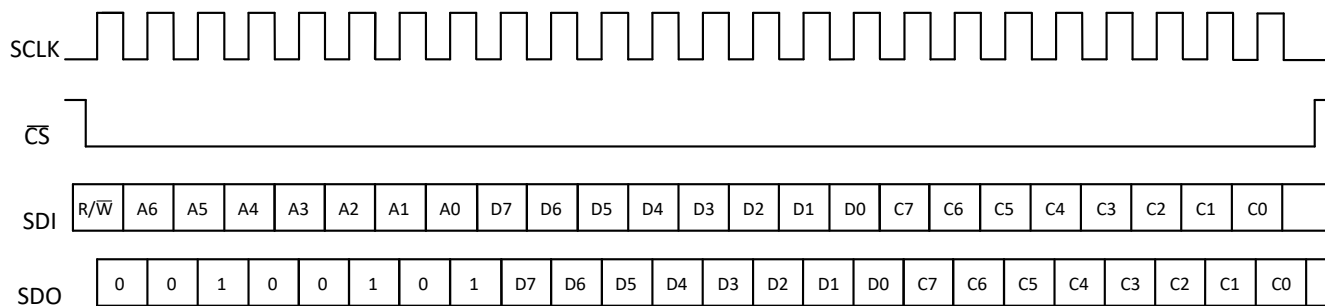 SCLK
C̅S̅
SDI R/W̅ A6 A5 A4 A3 A2 A1 A0 D7 D6 D5 D4 D3 D2 D1 D0 C7 C6 C5 C4 C3 C2 C1 C0
SDO 0 0 1 0 0 1 0 1 D7 D6 D5 D4 D3 D2 D1 D0 C7 C6 C5 C4 C3 C2 C1 C0